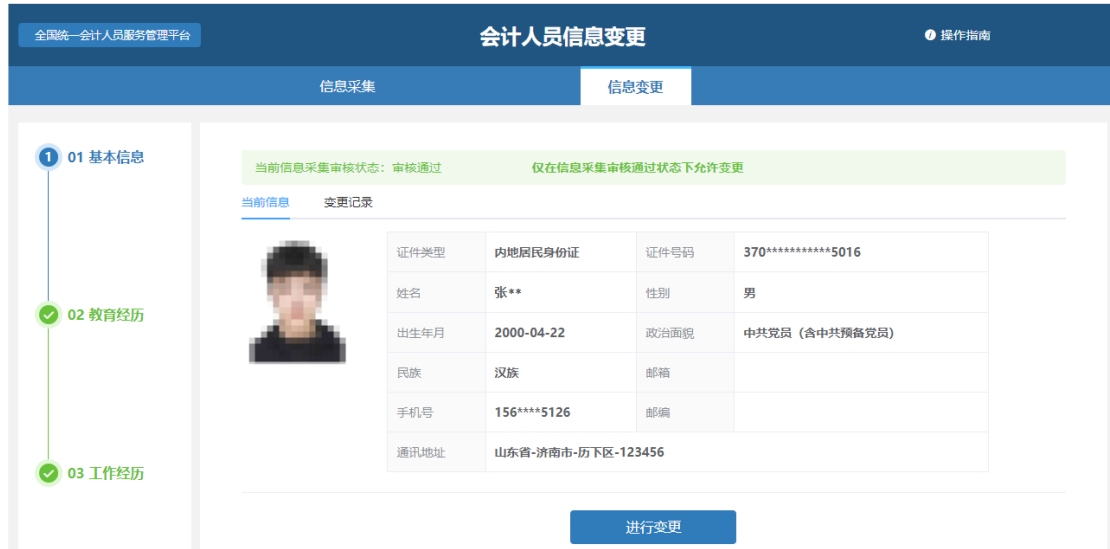 全国统一会计人员服务管理平台
会计人员信息变更
操作指南
信息采集
信息变更
1 01 基本信息
02 教育经历
03 工作经历
当前信息采集审核状态：审核通过 仅在信息采集审核通过状态下允许变更
当前信息 变更记录
证件类型 内地居民身份证 证件号码 370***********5016
姓名 张** 性别 男
出生年月 2000-04-22 政治面貌 中共党员（含中共预备党员）
民族 汉族 邮箱
手机号 156****5126 邮编
通讯地址 山东省-济南市-历下区-123456
进行变更